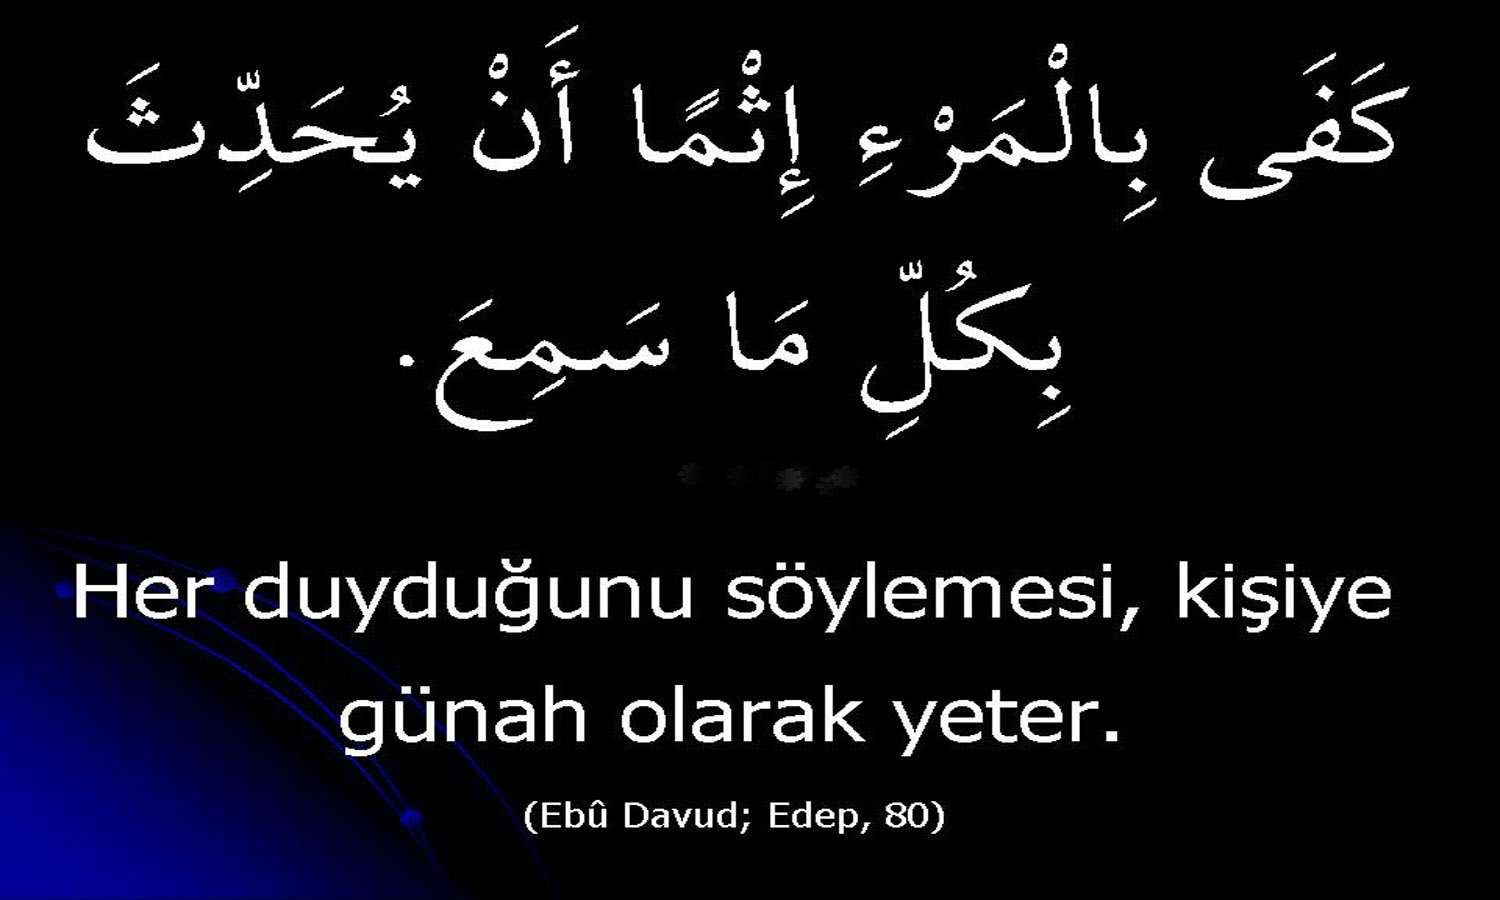 كَفَى بِالْمَرْءِ إِثْمًا أَنْ يُحَدِّثَ
بِكُلِّ مَا سَمِعَ.
Her duyduğunu söylemesi, kişiye
günah olarak yeter.
(Ebû Davud; Edep, 80)